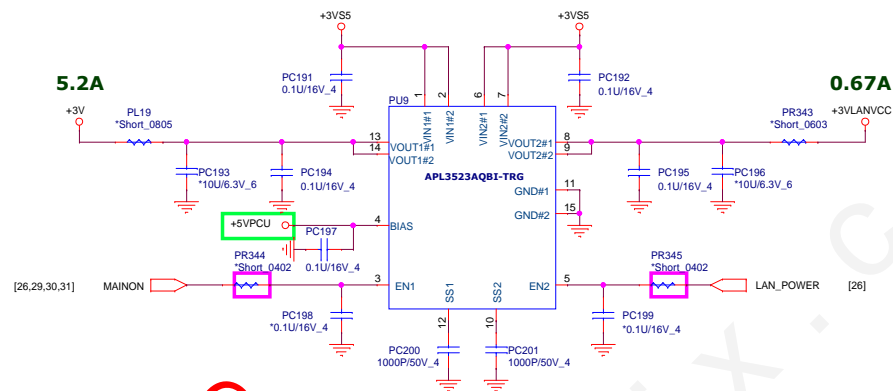 +3VS5
+3VS5
5.2A
0.67A
PC191
0.1U/16V_4
PC192
0.1U/16V_4
PU9
1
2
6
7
VIN1#1
VIN1#2
VIN2#1
VIN2#2
+3V
PL19
*Short_0805
PR343
*Short_0603
+3VLANVCC
13
14
VOUT1#1
VOUT1#2
VOUT2#1
VOUT2#2
8
9
APL3523AQBI-TRG
PC193
*10U/6.3V_6
PC194
0.1U/16V_4
PC195
0.1U/16V_4
PC196
*10U/6.3V_6
GND#1
11
GND#2
15
+5VPCU
4
BIAS
PC197
0.1U/16V_4
PR344
*Short_0402
PR345
*Short_0402
[26,29,30,31]
MAINON
3
EN1
SS1
SS2
EN2
5
LAN_POWER
[26]
PC198
*0.1U/16V_4
12
10
PC199
*0.1U/16V_4
PC200
1000P/50V_4
PC201
1000P/50V_4